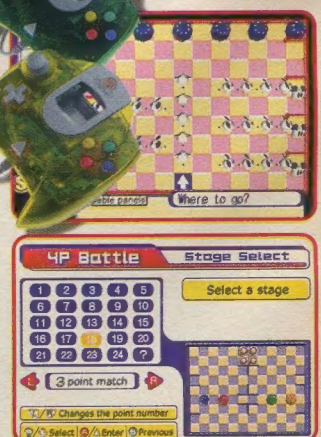 able panels
Where to go?
4P Battle
Stage Select
1 2 3 4 5
Select a stage
6 7 8 9 10
11 12 13 14 15
16 17 18 19 20
21 22 23 24 ?
L 3 point match R
Changes the point number
Select A Enter B Previous